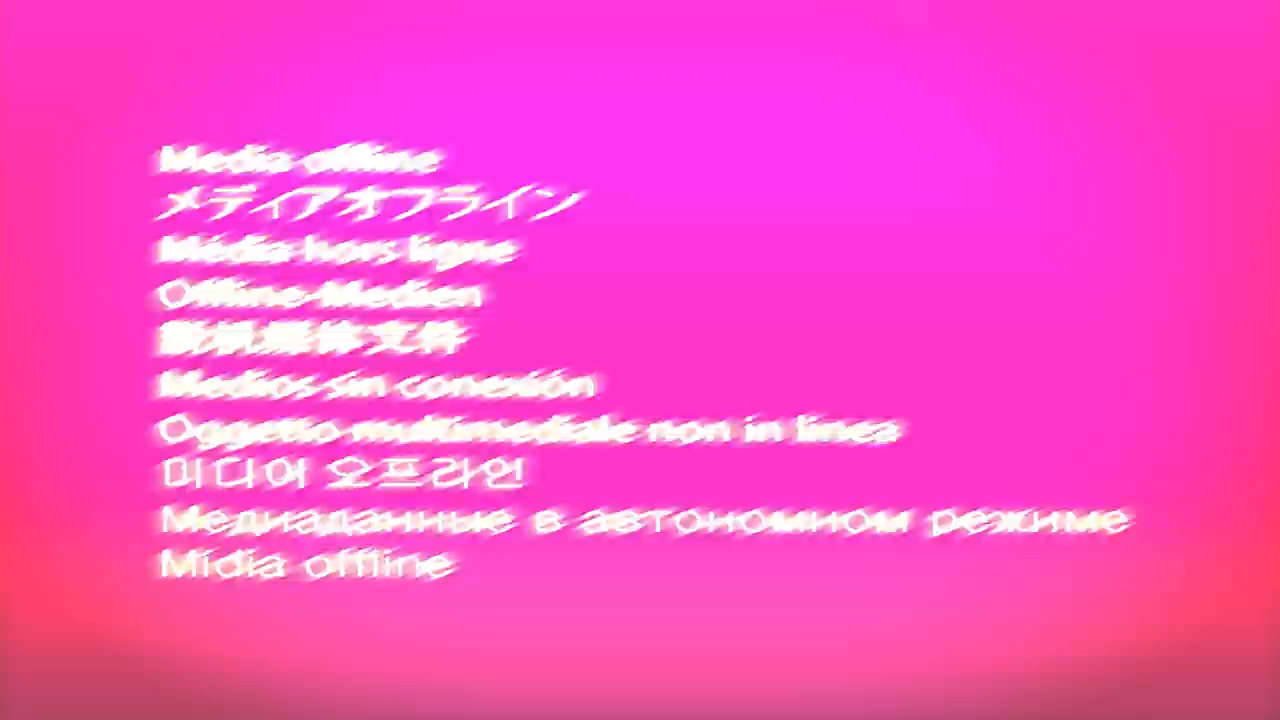 Media offline
メディアオフライン
Média hors ligne
Offline-Medien
脱机媒体文件
Medios sin conexión
Oggetto multimediale non in linea
미디어 오프라인
Медиаданные в автономном режиме
Mídia offline